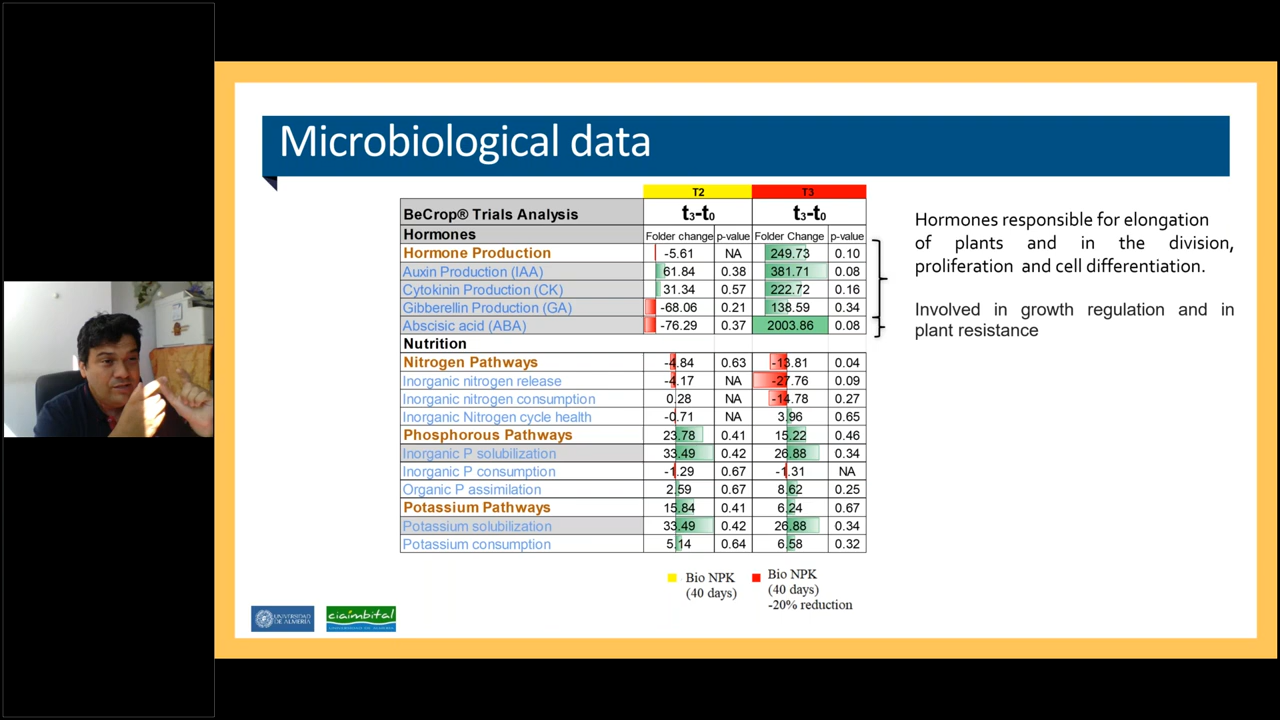 Microbiological data
T2 T3
BeCrop® Trials Analysis t3-t0 t3-t0
Hormones Folder change p-value Folder Change p-value
Hormone Production -5.61 NA 249.73 0.10
Auxin Production (IAA) 61.84 0.38 381.71 0.08
Cytokinin Production (CK) 31.34 0.57 222.72 0.16
Gibberellin Production (GA) -68.06 0.21 138.59 0.34
Abscisic acid (ABA) -76.29 0.37 2003.86 0.08
Nutrition
Nitrogen Pathways -4.84 0.63 -13.81 0.04
Inorganic nitrogen release -4.17 NA -27.76 0.09
Inorganic nitrogen consumption 0.28 NA -14.78 0.27
Inorganic Nitrogen cycle health -0.71 NA 3.96 0.65
Phosphorous Pathways 23.78 0.41 15.22 0.46
Inorganic P solubilization 33.49 0.42 26.88 0.34
Inorganic P consumption -1.29 0.67 -1.31 NA
Organic P assimilation 2.59 0.67 8.62 0.25
Potassium Pathways 15.84 0.41 6.24 0.67
Potassium solubilization 33.49 0.42 26.88 0.34
Potassium consumption 5.14 0.64 6.58 0.32
Hormones responsible for elongation
of plants and in the division,
proliferation and cell differentiation.
Involved in growth regulation and in
plant resistance
Bio NPK
(40 days)
Bio NPK
(40 days)
-20% reduction
UNIVERSIDAD
DE ALMERÍA
ciaimbital